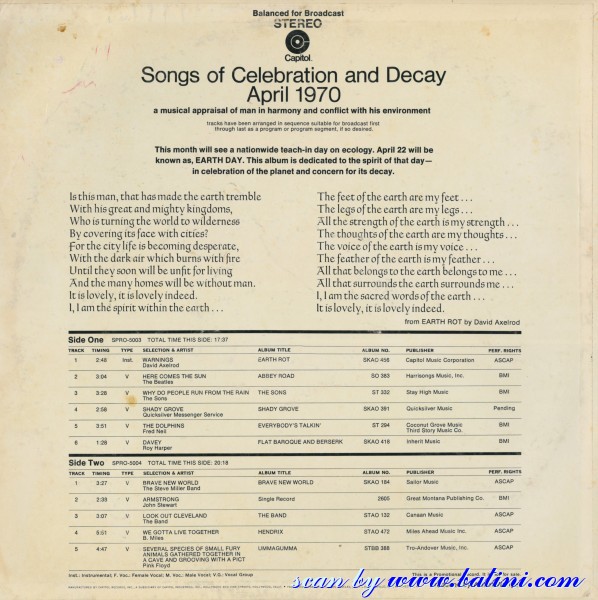 Balanced for Broadcast
STEREO
Capitol.
Songs of Celebration and Decay
April 1970
a musical appraisal of man in harmony and conflict with his environment
tracks have been arranged in sequence suitable for broadcast first
through last as a program or program segment, if so desired.
This month will see a nationwide teach-in day on ecology. April 22 will be
known as, EARTH DAY. This album is dedicated to the spirit of that day—
in celebration of the planet and concern for its decay.
Is this man, that has made the earth tremble
With his great and mighty kingdoms,
Who is turning the world to wilderness
By covering its face with cities?
For the city life is becoming desperate,
With the dark air which burns with fire
Until they soon will be unfit for living
And the many homes will be without man.
It is lovely, it is lovely indeed.
I, I am the spirit within the earth . . .
The feet of the earth are my feet . . .
The legs of the earth are my legs . . .
All the strength of the earth is my strength . . .
The thoughts of the earth are my thoughts . . .
The voice of the earth is my voice . . .
The feather of the earth is my feather . . .
All that belongs to the earth belongs to me . . .
All that surrounds the earth surrounds me . . .
I, I am the sacred words of the earth . . .
It is lovely, it is lovely indeed.
from EARTH ROT by David Axelrod
Side One SPRO-5003 TOTAL TIME THIS SIDE: 17:37
TRACK TIMING TYPE SELECTION & ARTIST ALBUM TITLE ALBUM NO. PUBLISHER PERF. RIGHTS
1 2:46 Inst. WARNINGS EARTH ROT SKAO 456 Capitol Music Corporation ASCAP
David Axelrod
2 3:04 V HERE COMES THE SUN ABBEY ROAD SO 383 Harrisongs Music, Inc. BMI
The Beatles
3 3:28 V WHY DO PEOPLE RUN FROM THE RAIN THE SONS ST 332 Stay High Music BMI
The Sons
4 2:58 V SHADY GROVE SHADY GROVE SKAO 391 Quicksilver Music Pending
Quicksilver Messenger Service
5 3:51 V THE DOLPHINS EVERYBODY'S TALKIN' ST 294 Coconut Grove Music BMI
Fred Neil Third Story Music Co.
6 1:28 V DAVEY FLAT BAROQUE AND BERSERK SKAO 418 Inherit Music BMI
Roy Harper
Side Two SPRO-5004 TOTAL TIME THIS SIDE: 20:18
TRACK TIMING TYPE SELECTION & ARTIST ALBUM TITLE ALBUM NO. PUBLISHER PERF. RIGHTS
1 3:27 V BRAVE NEW WORLD BRAVE NEW WORLD SKAO 184 Sailor Music ASCAP
The Steve Miller Band
2 2:33 V ARMSTRONG Single Record 2605 Great Montana Publishing Co. BMI
John Stewart
3 3:07 V LOOK OUT CLEVELAND THE BAND STAO 132 Canaan Music ASCAP
The Band
4 5:51 V WE GOTTA LIVE TOGETHER HENDRIX STAO 472 Miles Ahead Music Inc. ASCAP
B. Miles
5 4:47 V SEVERAL SPECIES OF SMALL FURY UMMAGUMMA STBB 388 Tro-Andover Music, Inc. ASCAP
ANIMALS GATHERED TOGETHER IN
A CAVE AND GROOVING WITH A PICT
Pink Floyd
Inst.: Instrumental; F. Voc.: Female Vocal; M. Voc.: Male Vocal; V.G.: Vocal Group
This is a Promotional Record. It is not for sale.
scan by www.batini.com